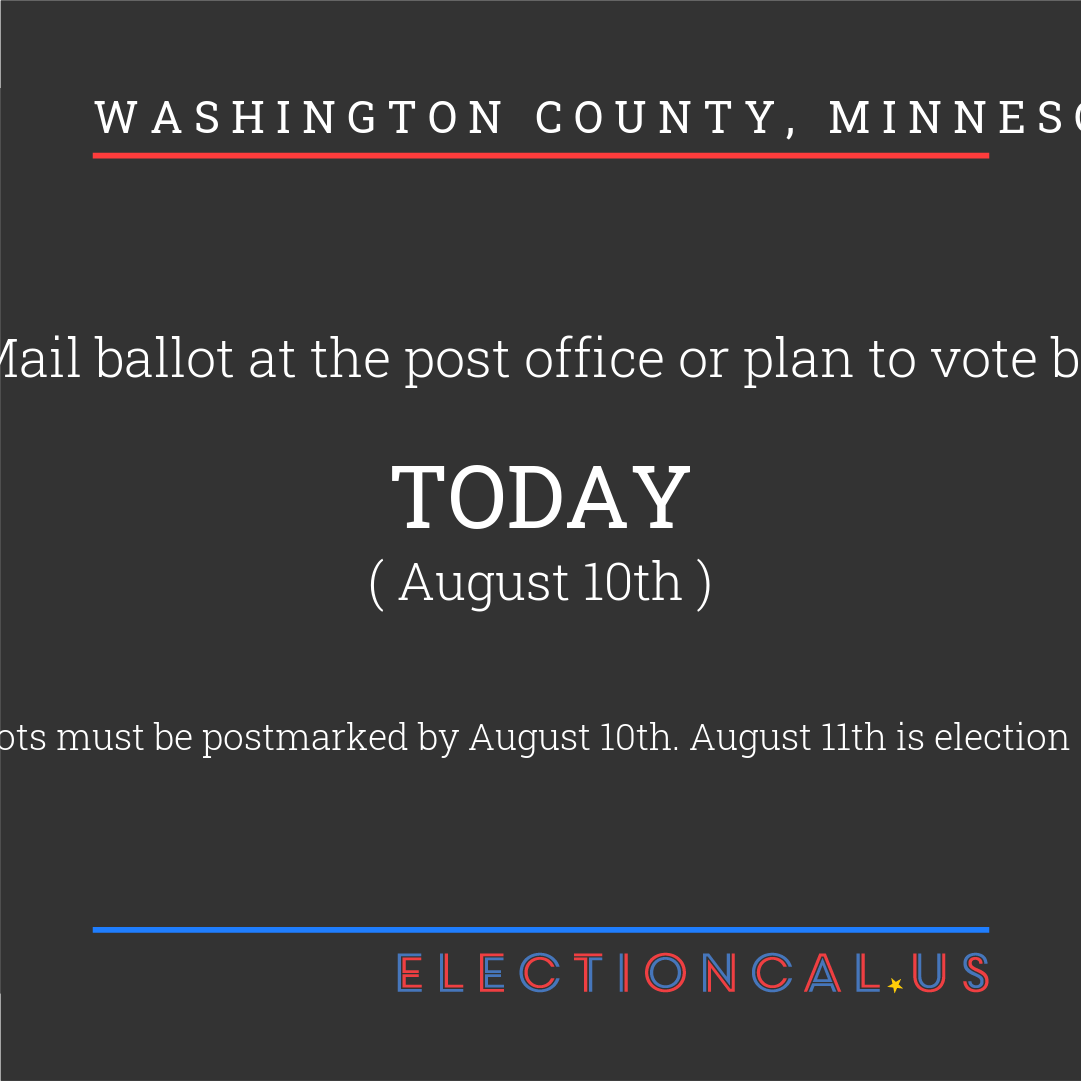 WASHINGTON COUNTY, MINNESO
Mail ballot at the post office or plan to vote b
TODAY
( August 10th )
ots must be postmarked by August 10th. August 11th is election
ELECTIONCAL.US